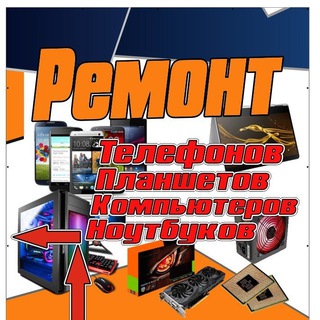 Ремонт
Телефонов
Планшетов
Компьютеров
Ноутбуков